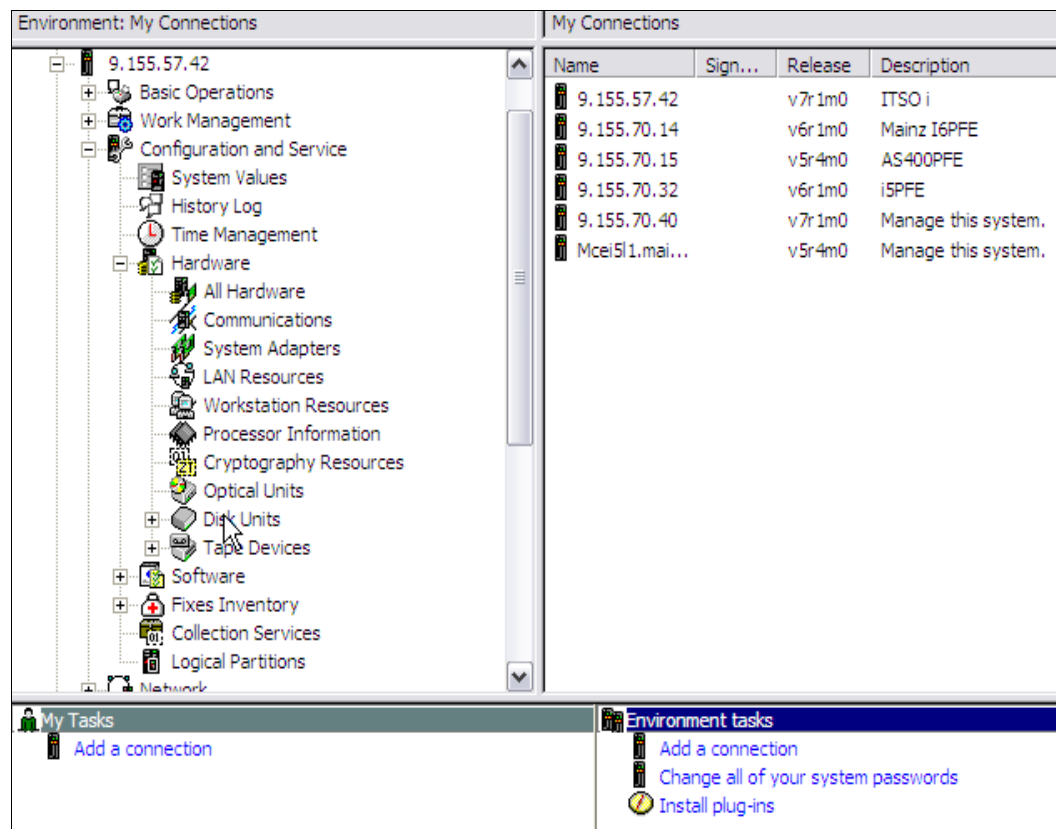 Environment: My Connections
9.155.57.42
Basic Operations
Work Management
Configuration and Service
System Values
History Log
Time Management
Hardware
All Hardware
Communications
System Adapters
LAN Resources
Workstation Resources
Processor Information
Cryptography Resources
Optical Units
Disk Units
Tape Devices
Software
Fixes Inventory
Collection Services
Logical Partitions
Network
My Connections
Name Sign... Release Description
9.155.57.42 v7r1m0 ITSO i
9.155.70.14 v6r1m0 Mainz I6PFE
9.155.70.15 v5r4m0 AS400PFE
9.155.70.32 v6r1m0 i5PFE
9.155.70.40 v7r1m0 Manage this system.
Mcei5l1.mai... v5r4m0 Manage this system.
My Tasks
Add a connection
Environment tasks
Add a connection
Change all of your system passwords
Install plug-ins